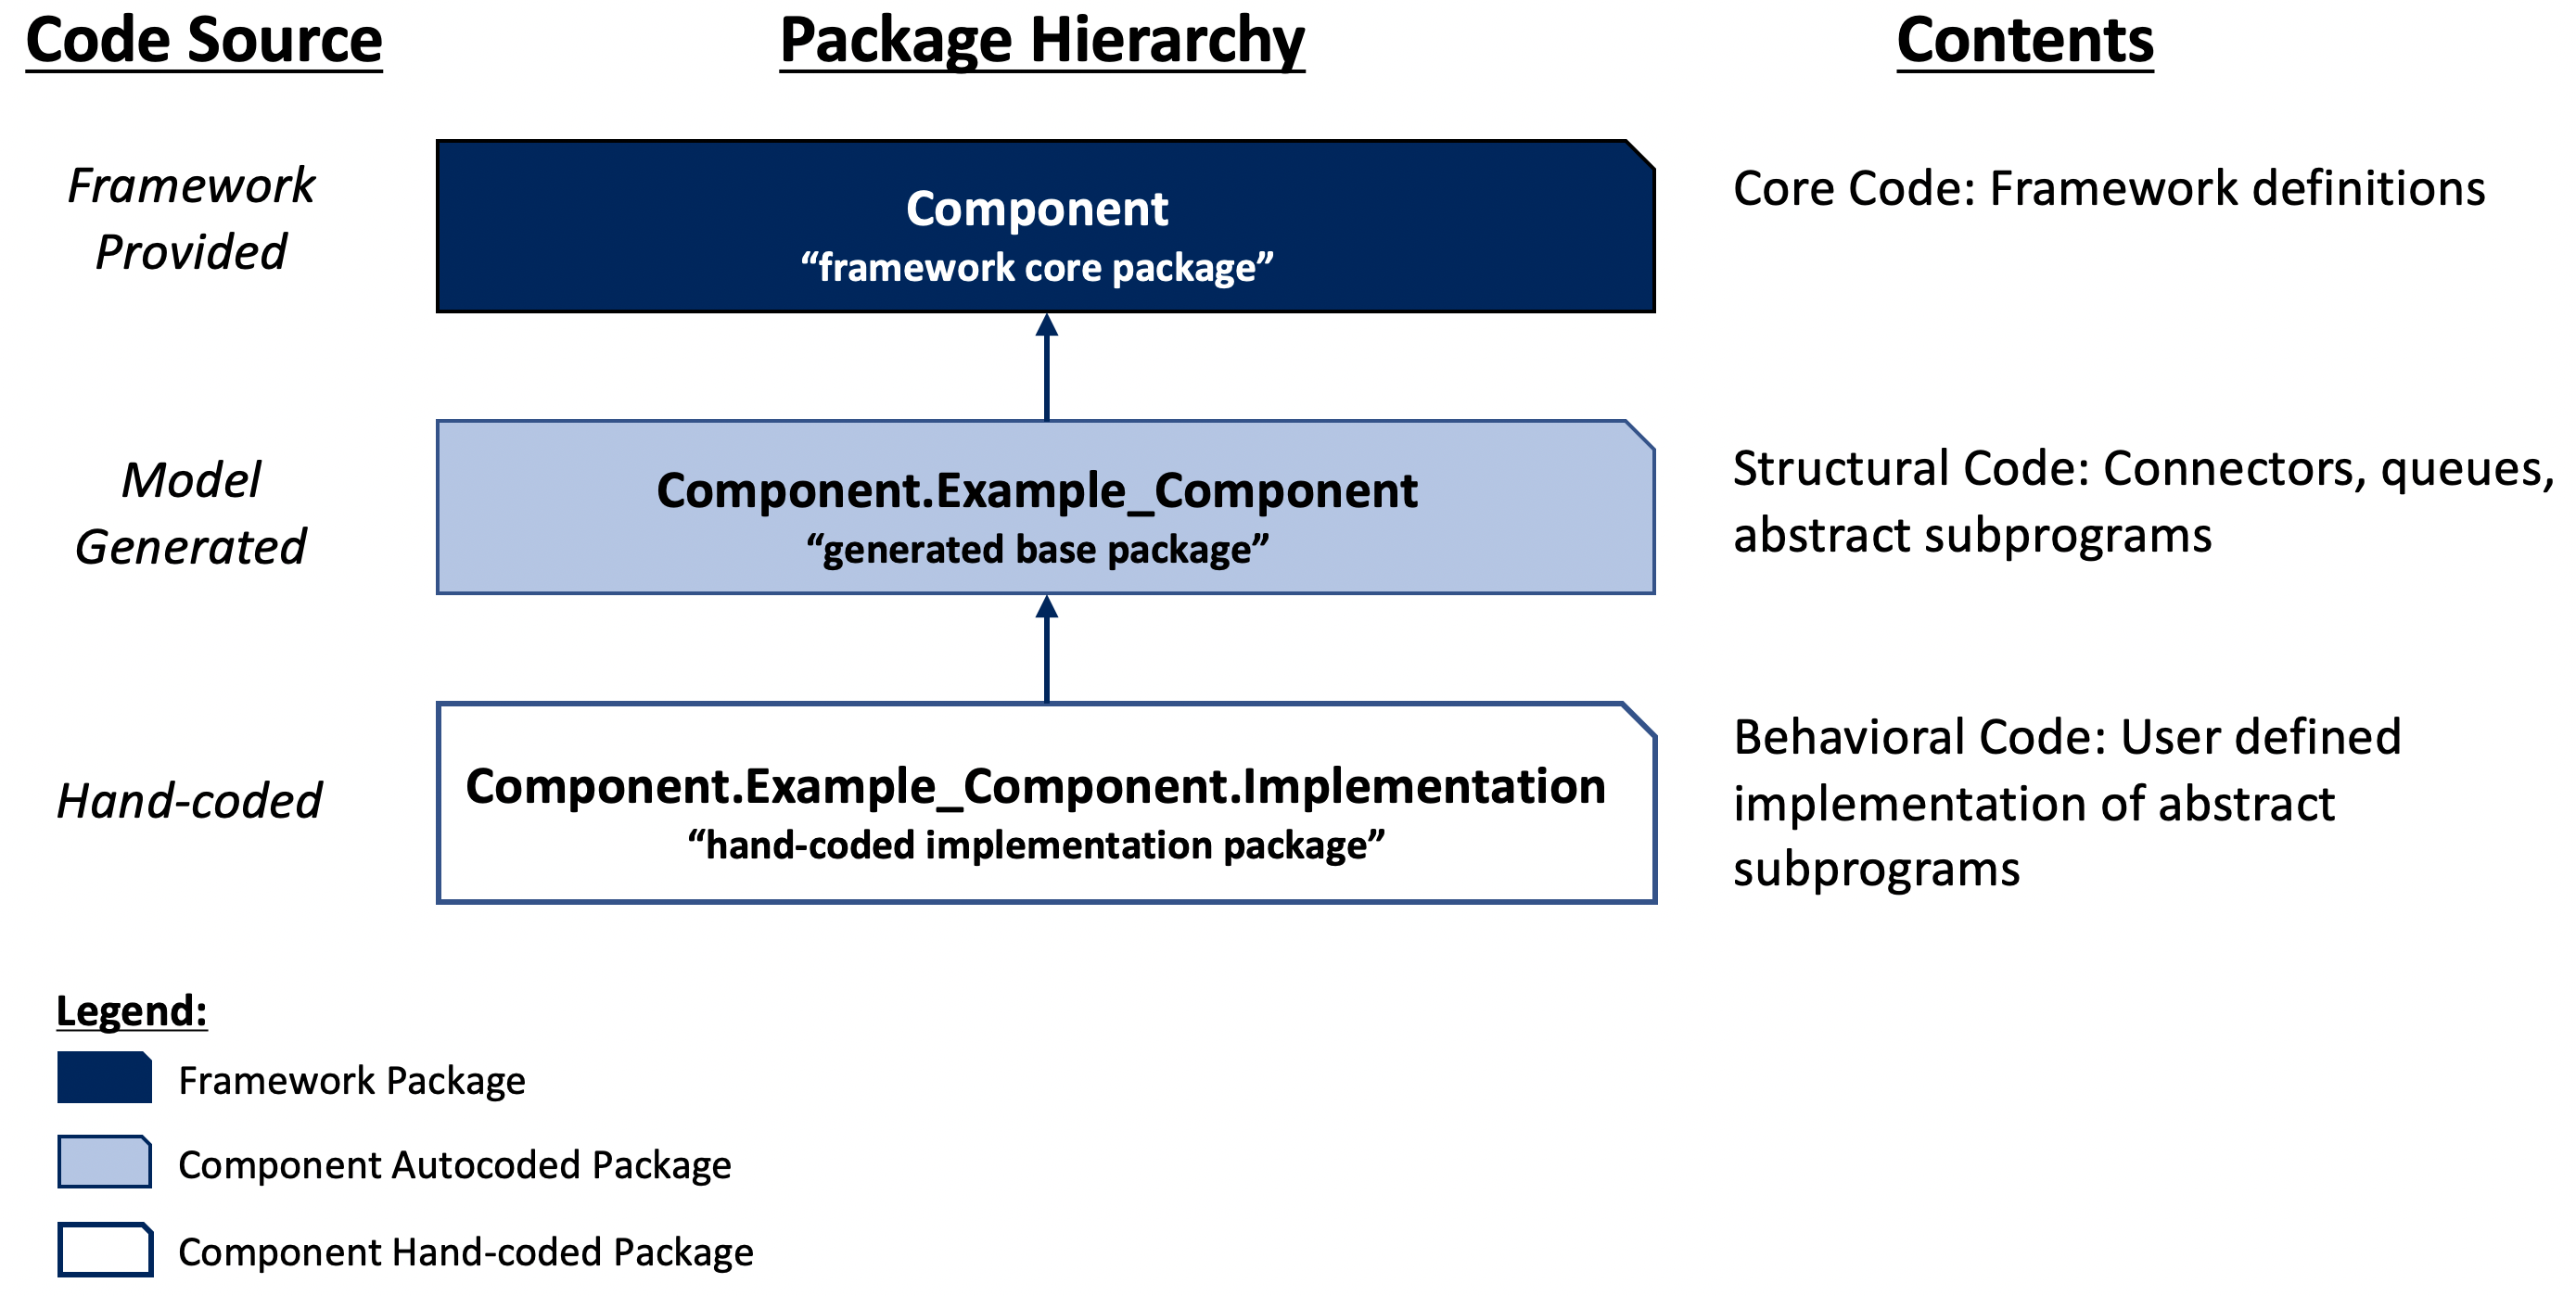 Code Source
Package Hierarchy
Contents
Framework
Provided
Component
“framework core package”
Core Code: Framework definitions
Model
Generated
Component.Example_Component
“generated base package”
Structural Code: Connectors, queues,
abstract subprograms
Hand-coded
Component.Example_Component.Implementation
“hand-coded implementation package”
Behavioral Code: User defined
implementation of abstract
subprograms
Legend:
Framework Package
Component Autocoded Package
Component Hand-coded Package